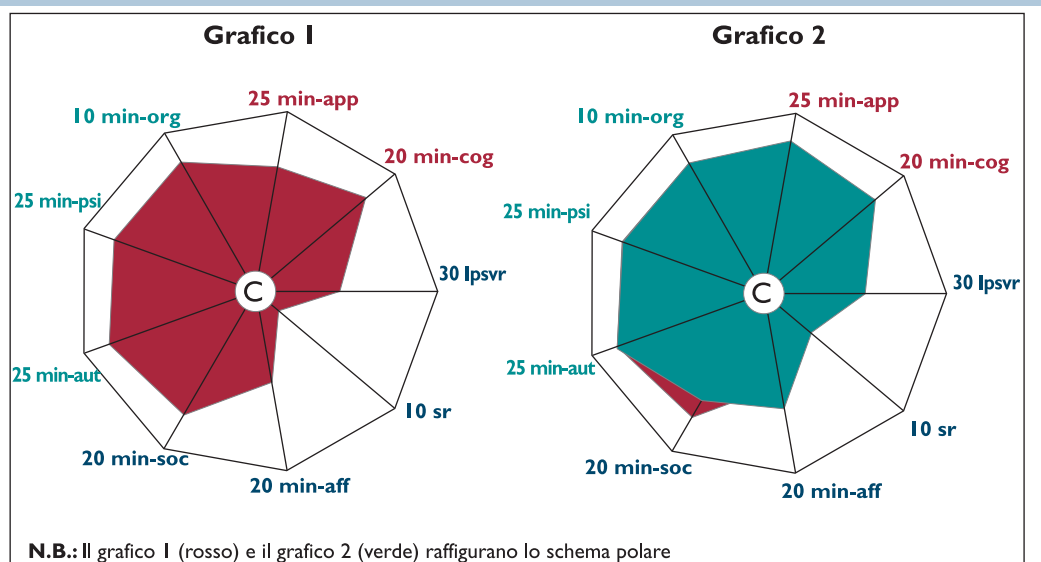 Grafico 1
Grafico 2
25 min-app
10 min-org
20 min-cog
25 min-psi
30 lpsvr
C
25 min-aut
10 sr
20 min-soc
20 min-aff
25 min-app
10 min-org
20 min-cog
25 min-psi
30 lpsvr
C
25 min-aut
10 sr
20 min-soc
20 min-aff
N.B.: Il grafico 1 (rosso) e il grafico 2 (verde) raffigurano lo schema polare